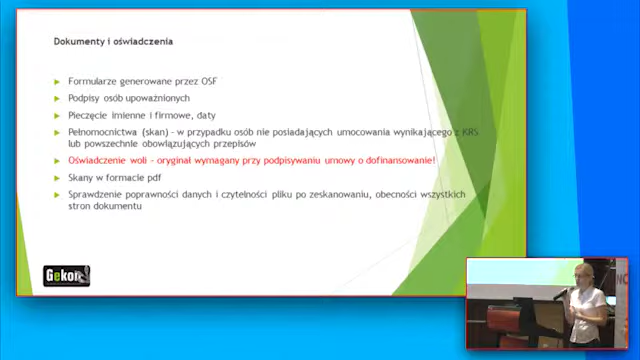 Dokumenty i oświadczenia
Formularze generowane przez OSF
Podpisy osób upoważnionych
Pieczęcie imienne i firmowe, daty
Pełnomocnictwa (skan) – w przypadku osób nie posiadających umocowania wynikającego z KRS
lub powszechnie obowiązujących przepisów
Oświadczenie woli – oryginał wymagany przy podpisywaniu umowy o dofinansowanie!
Skany w formacie pdf
Sprawdzenie poprawności danych i czytelności pliku po zeskanowaniu, obecności wszystkich
stron dokumentu
Gekon